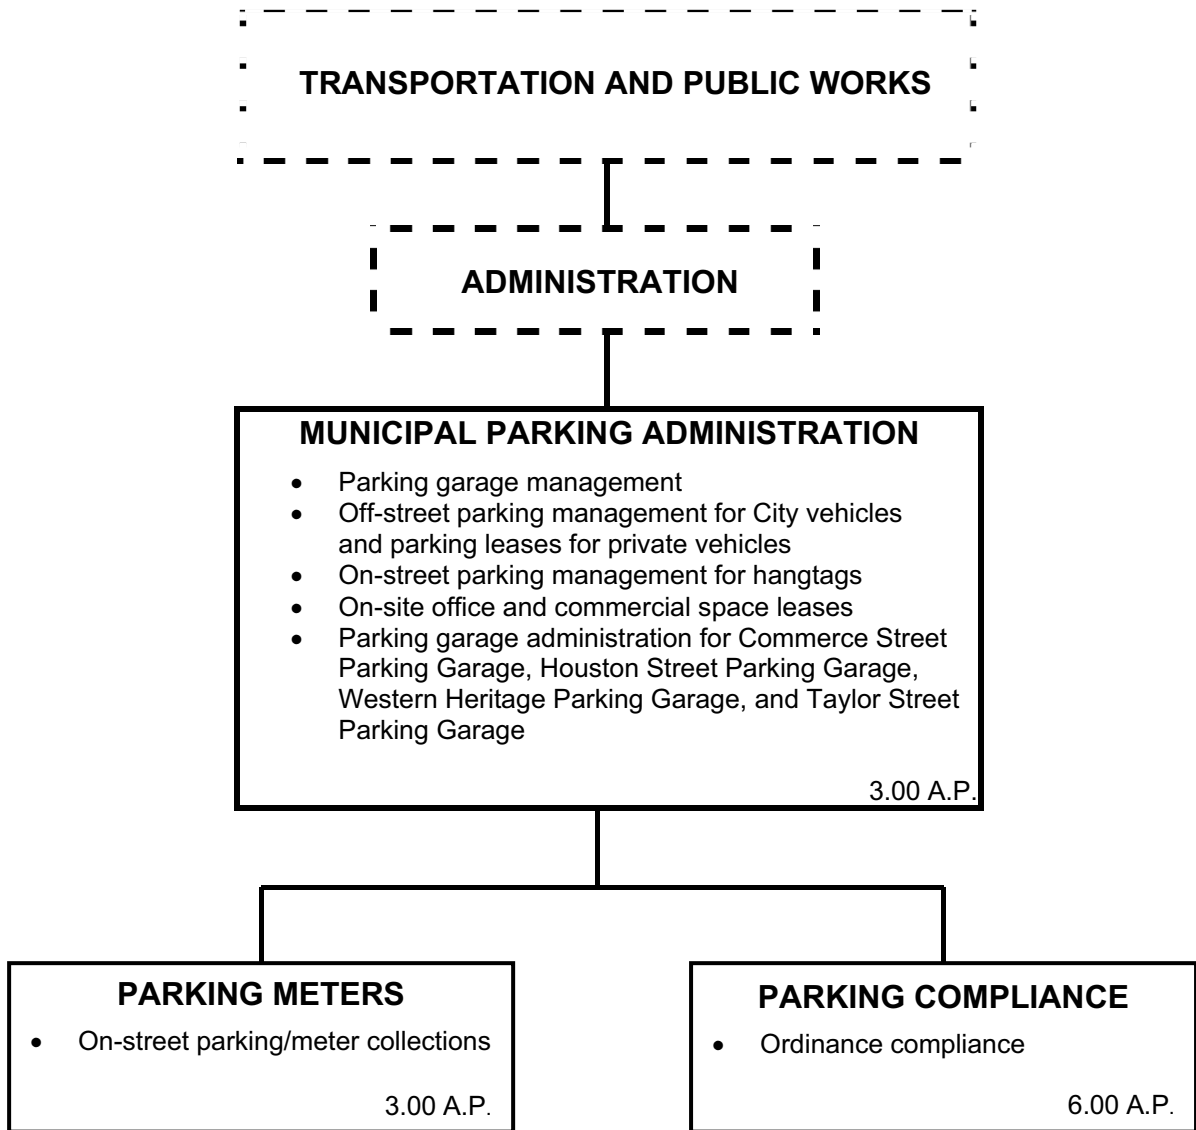 TRANSPORTATION AND PUBLIC WORKS
ADMINISTRATION
MUNICIPAL PARKING ADMINISTRATION
• Parking garage management
• Off-street parking management for City vehicles
and parking leases for private vehicles
• On-street parking management for hangtags
• On-site office and commercial space leases
• Parking garage administration for Commerce Street
Parking Garage, Houston Street Parking Garage,
Western Heritage Parking Garage, and Taylor Street
Parking Garage
3.00 A.P.
PARKING METERS
• On-street parking/meter collections
3.00 A.P.
PARKING COMPLIANCE
• Ordinance compliance
6.00 A.P.